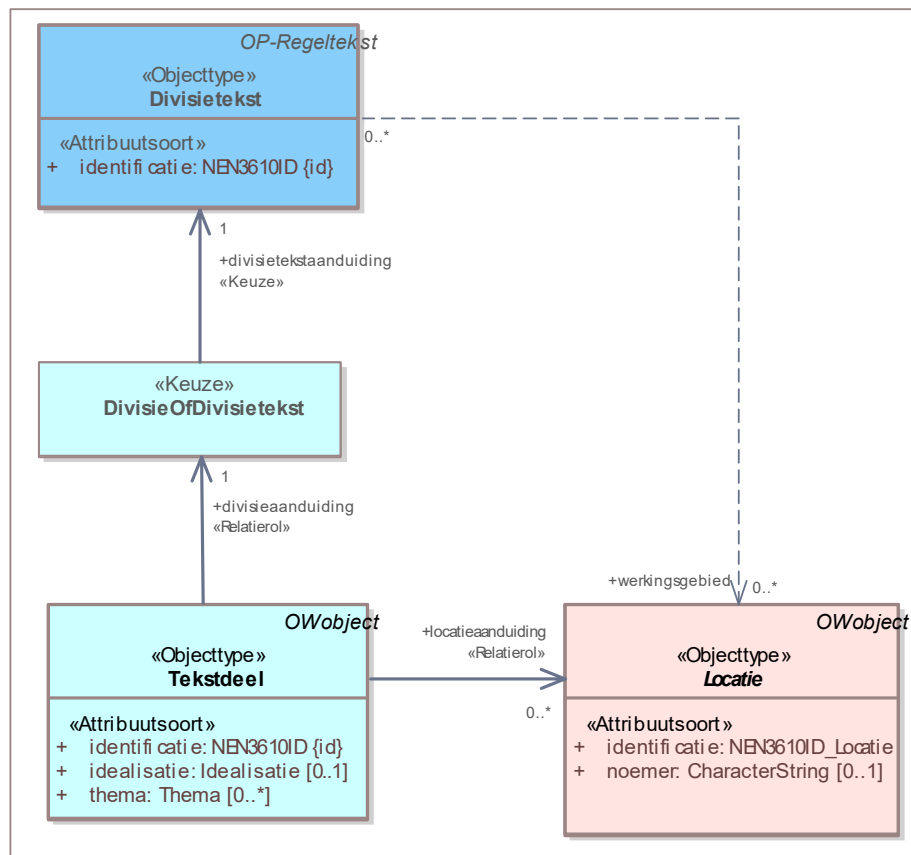 OP-Regeltekst
«Objecttype»
Divisietekst
«Attribuutsoort»
+ identificatie: NEN3610ID {id}
0..*
1
+divisietekstaanduiding
«Keuze»
«Keuze»
DivisieOfDivisietekst
1
+divisieaanduiding
«Relatierol»
+werkingsgebied
0..*
OWobject
«Objecttype»
Tekstdeel
«Attribuutsoort»
+ identificatie: NEN3610ID {id}
+ idealisatie: Idealisatie [0..1]
+ thema: Thema [0..*]
+locatieaanduiding
«Relatierol»
0..*
OWobject
«Objecttype»
Locatie
«Attribuutsoort»
+ identificatie: NEN3610ID_Locatie
+ noemer: CharacterString [0..1]